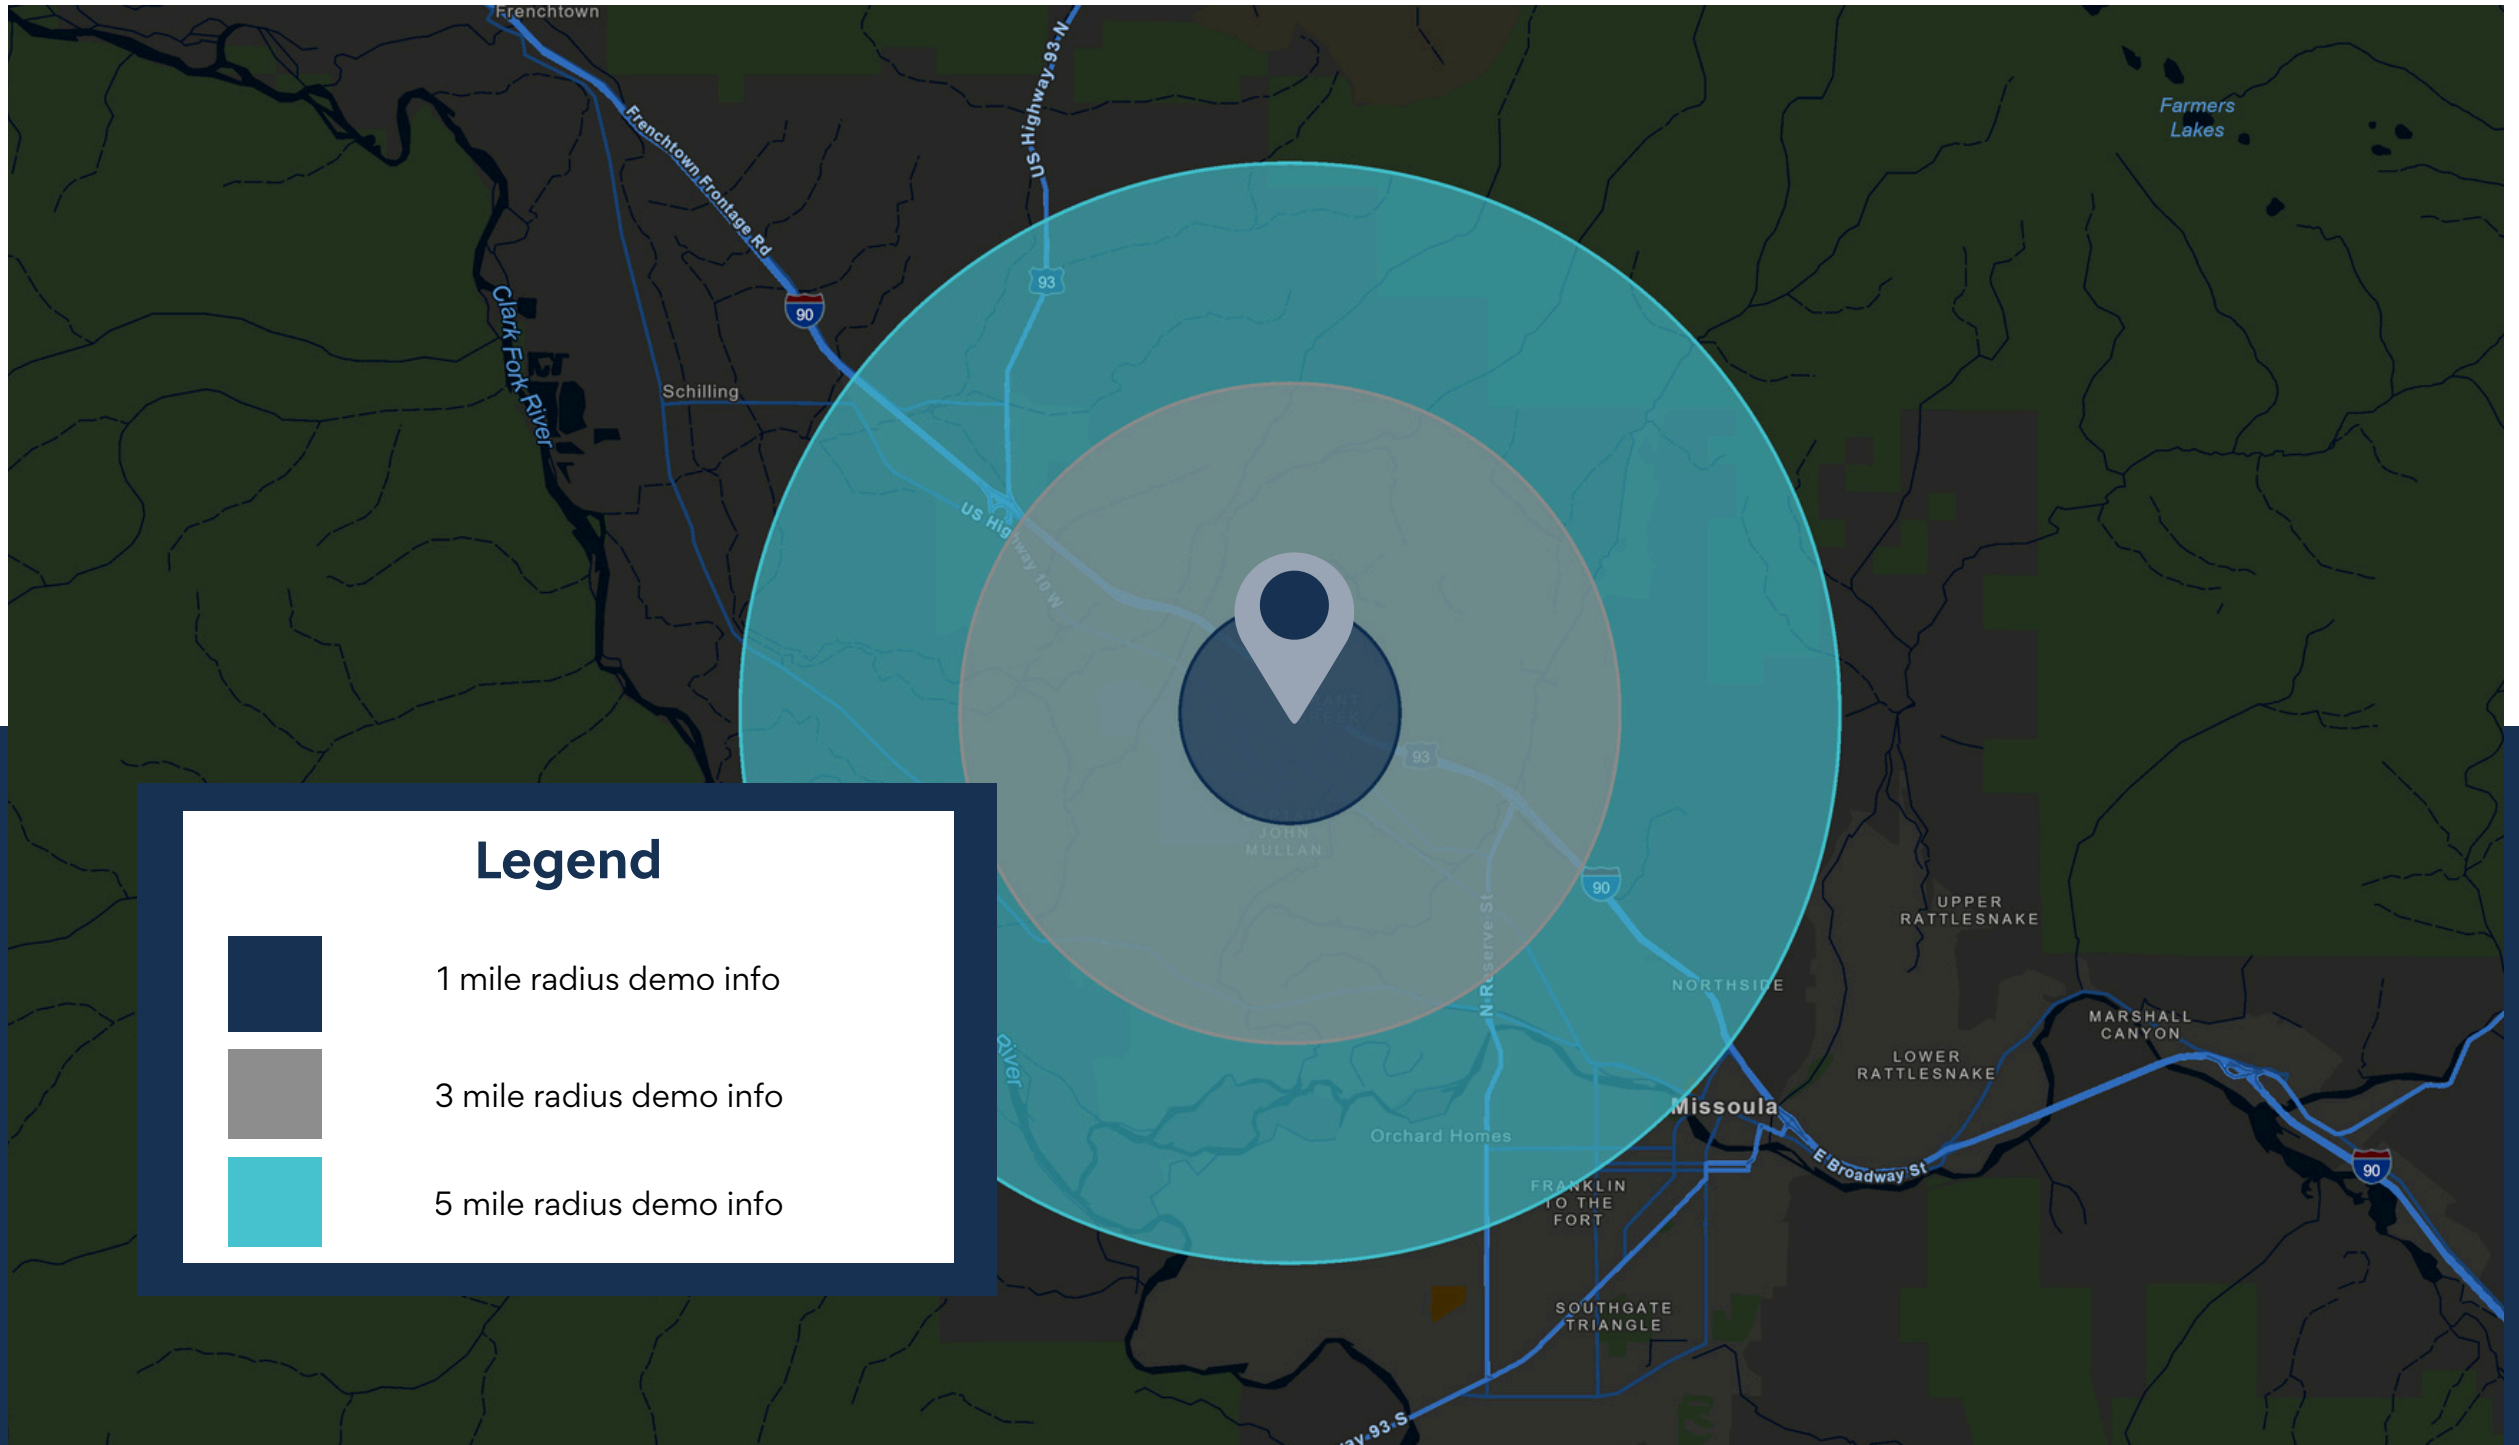 Frenchtown
US Highway 93 N
Farmers
Lakes
Frenchtown Frontage Rd
93
90
Clark Fork River
Schilling
US Highway 10 W
93
JOHN
MULLAN
90
N Reserve St
UPPER
RATTLESNAKE
NORTHSIDE
MARSHALL
CANYON
LOWER
RATTLESNAKE
River
Missoula
Orchard Homes
E Broadway St
90
FRANKLIN
TO THE
FORT
SOUTHGATE
TRIANGLE
93 S
Legend
1 mile radius demo info
3 mile radius demo info
5 mile radius demo info